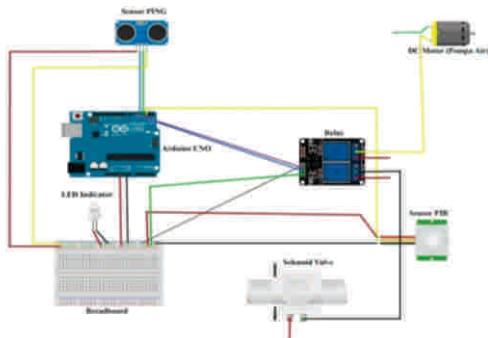 Sensor PING
DC Motor (Pompa Air)
Arduino UNO
Relay
LED Indicator
Sensor PIR
Solenoid Valve
Breadboard